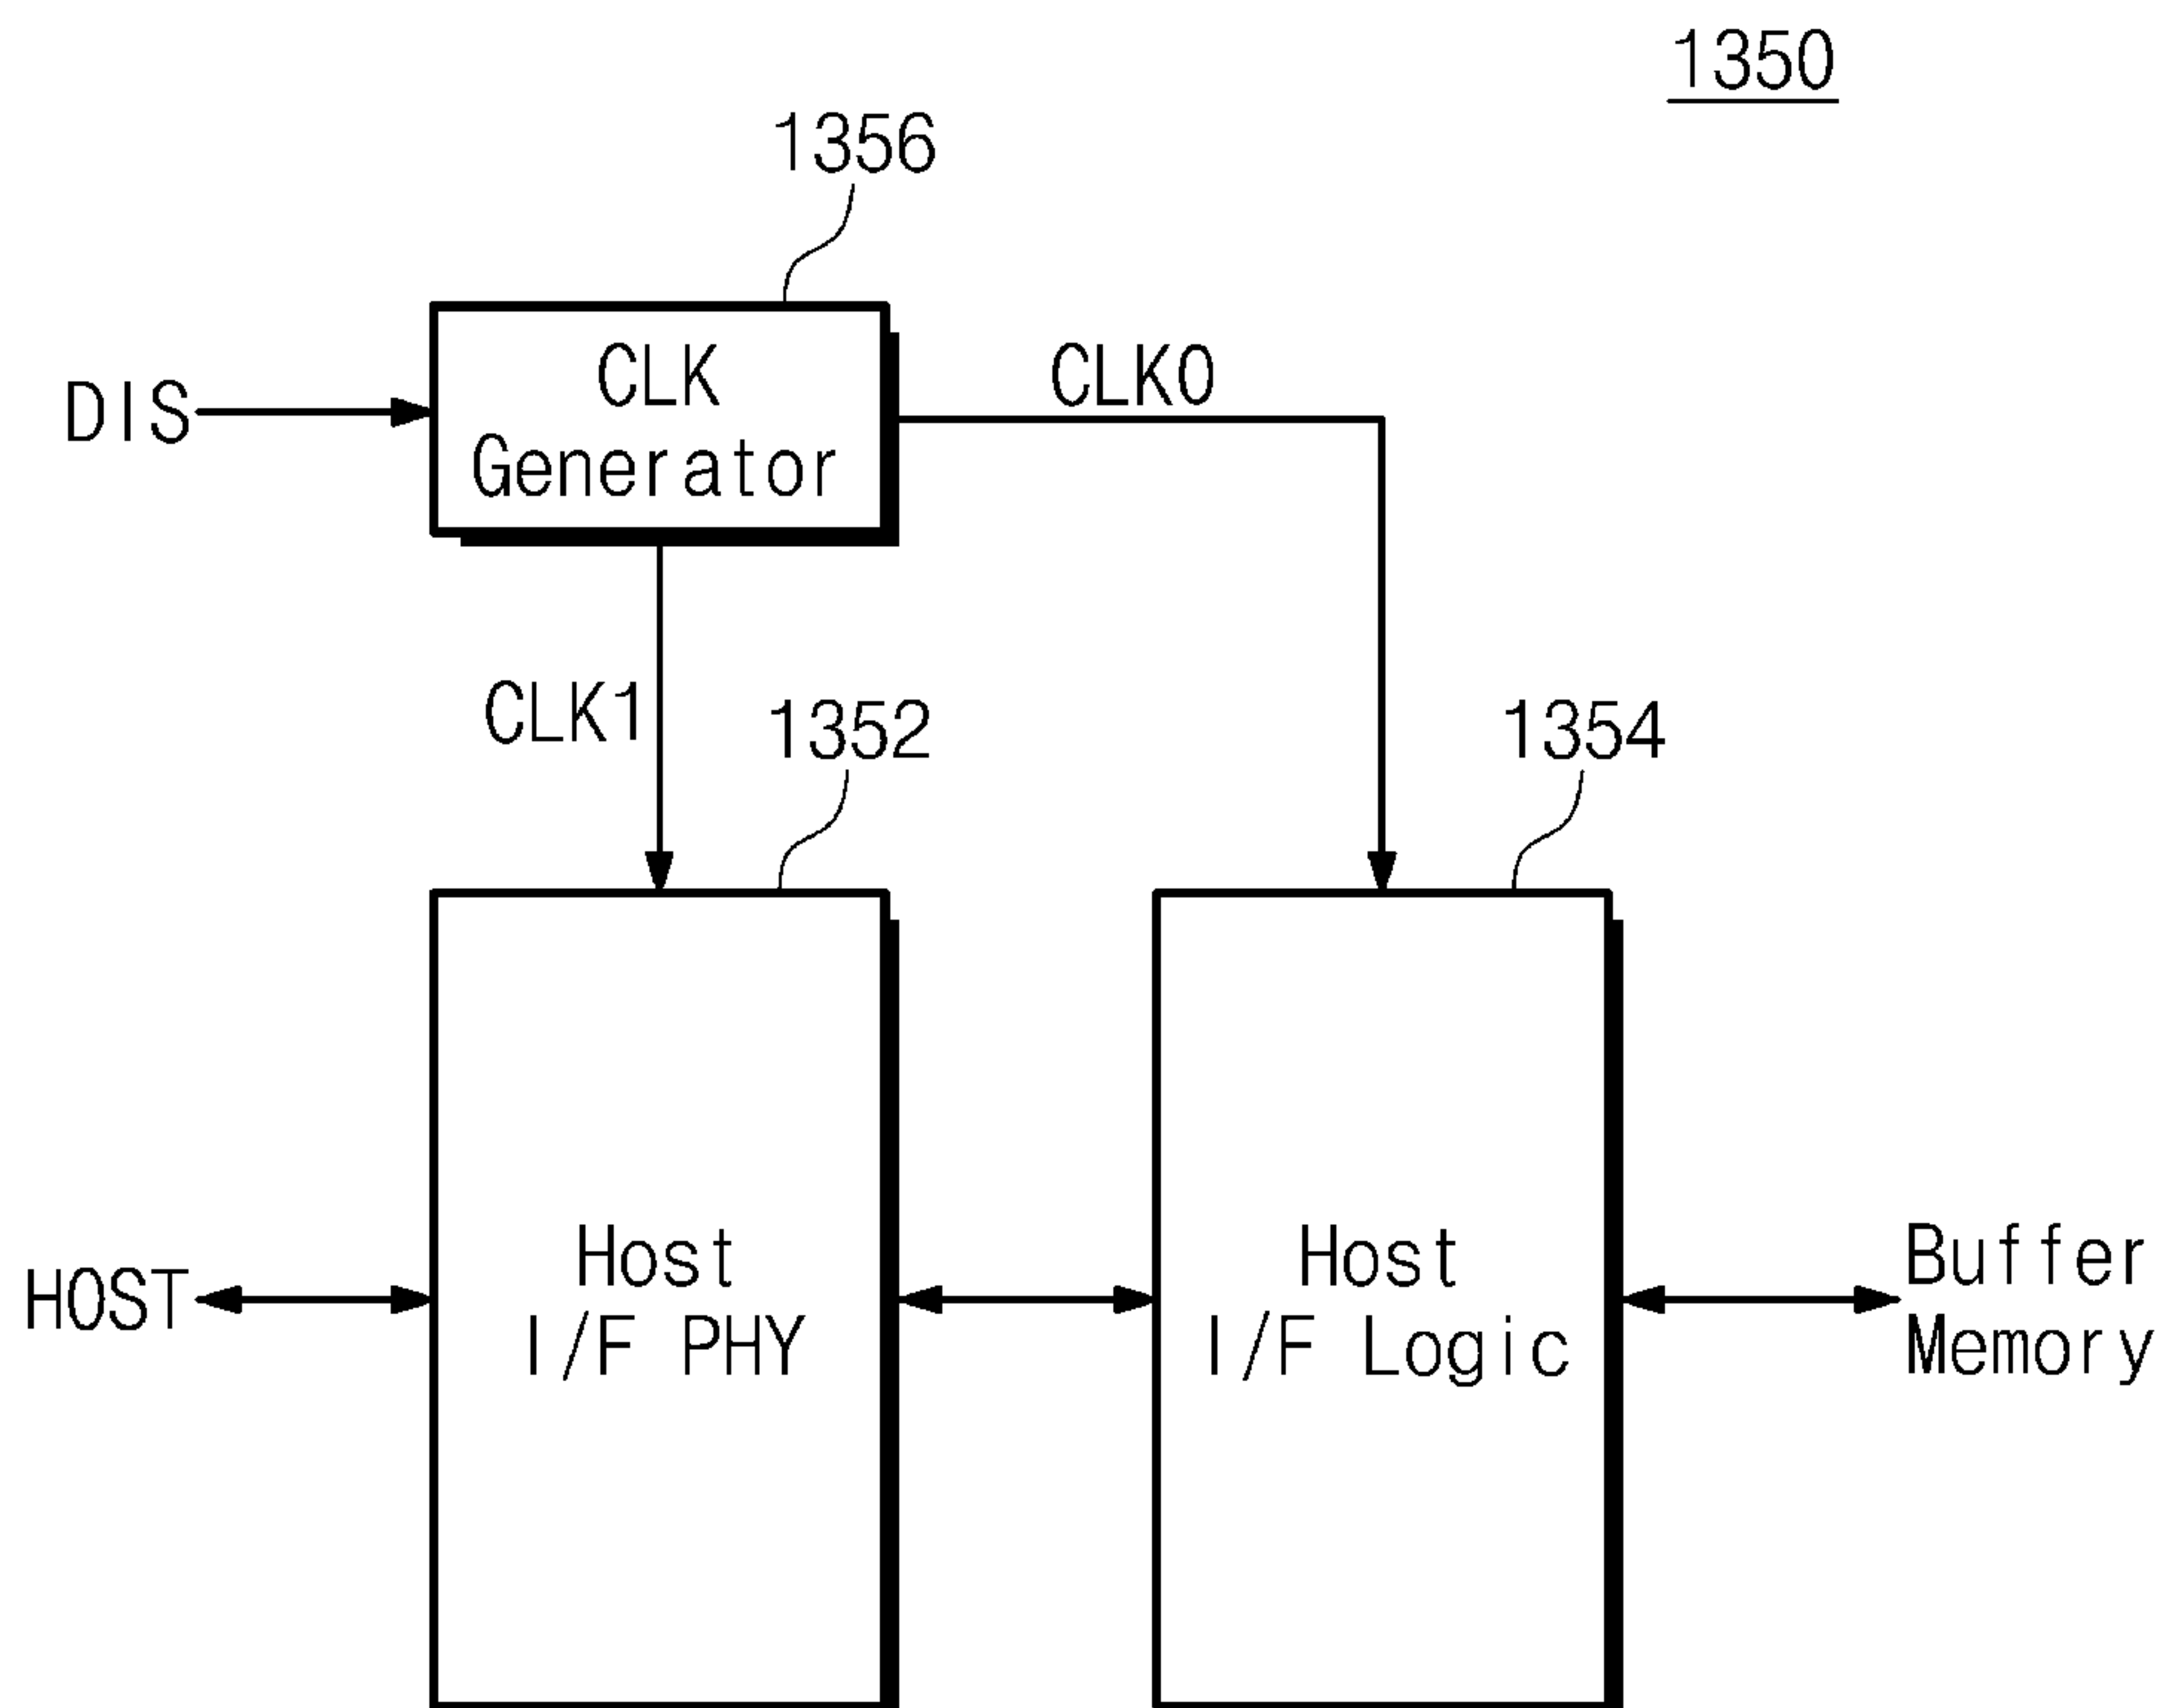 1350
1356
CLK
Generator
DIS
CLK0
CLK1
1352
1354
HOST
Host
I/F PHY
Host
I/F Logic
Buffer
Memory